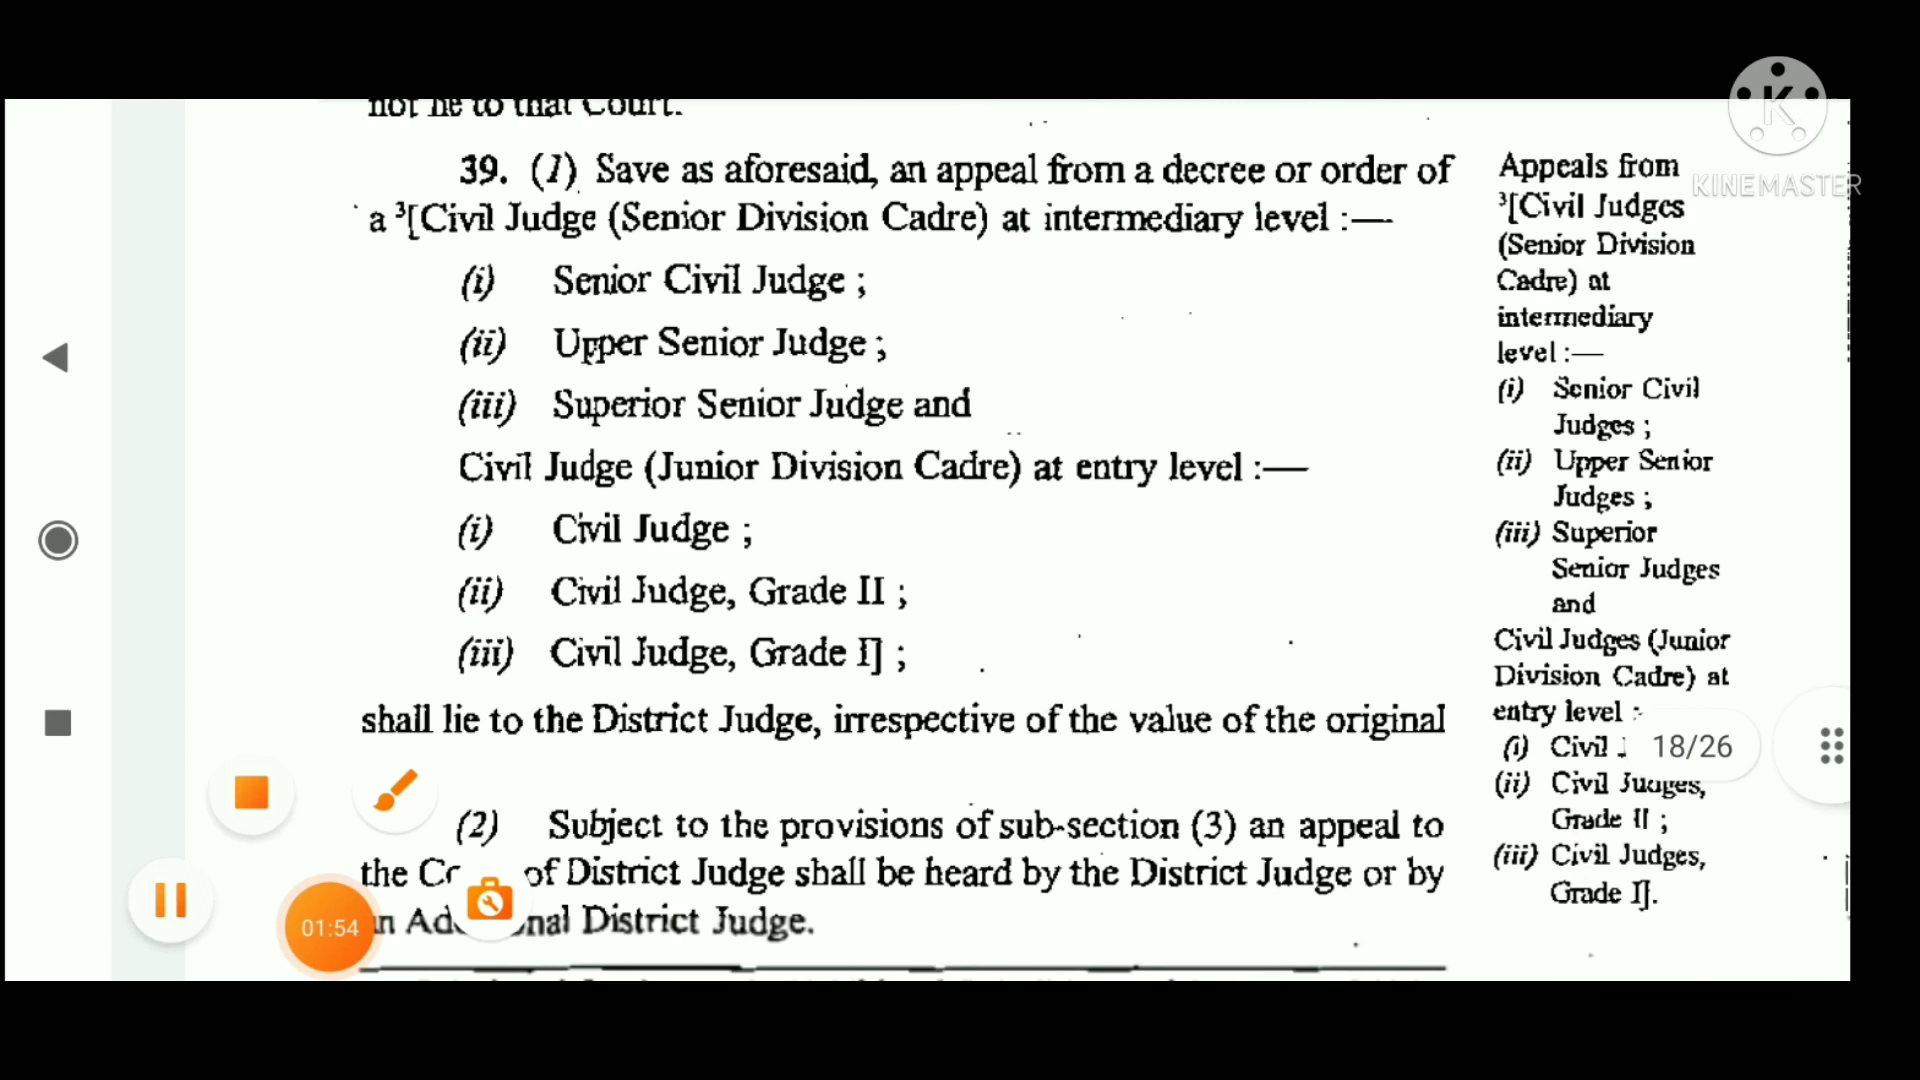 not lie to that Court.
39. (1) Save as aforesaid, an appeal from a decree or order of
a ³[Civil Judge (Senior Division Cadre) at intermediary level :—
(i) Senior Civil Judge ;
(ii) Upper Senior Judge ;
(iii) Superior Senior Judge and
Civil Judge (Junior Division Cadre) at entry level :—
(i) Civil Judge ;
(ii) Civil Judge, Grade II ;
(iii) Civil Judge, Grade I] ;
shall lie to the District Judge, irrespective of the value of the original
(2) Subject to the provisions of sub-section (3) an appeal to
the of District Judge shall be heard by the District Judge or by
District Judge.
Appeals from
³[Civil Judges
(Senior Division
Cadre) at
intermediary
level :—
(i) Senior Civil
Judges ;
(ii) Upper Senior
Judges ;
(iii) Superior
Senior Judges
and
Civil Judges (Junior
Division Cadre) at
entry level :-
(i) Civil
(ii) Civil Judges,
Grade II ;
(iii) Civil Judges,
Grade I].
KINEMASTER
K
18/26
01:54